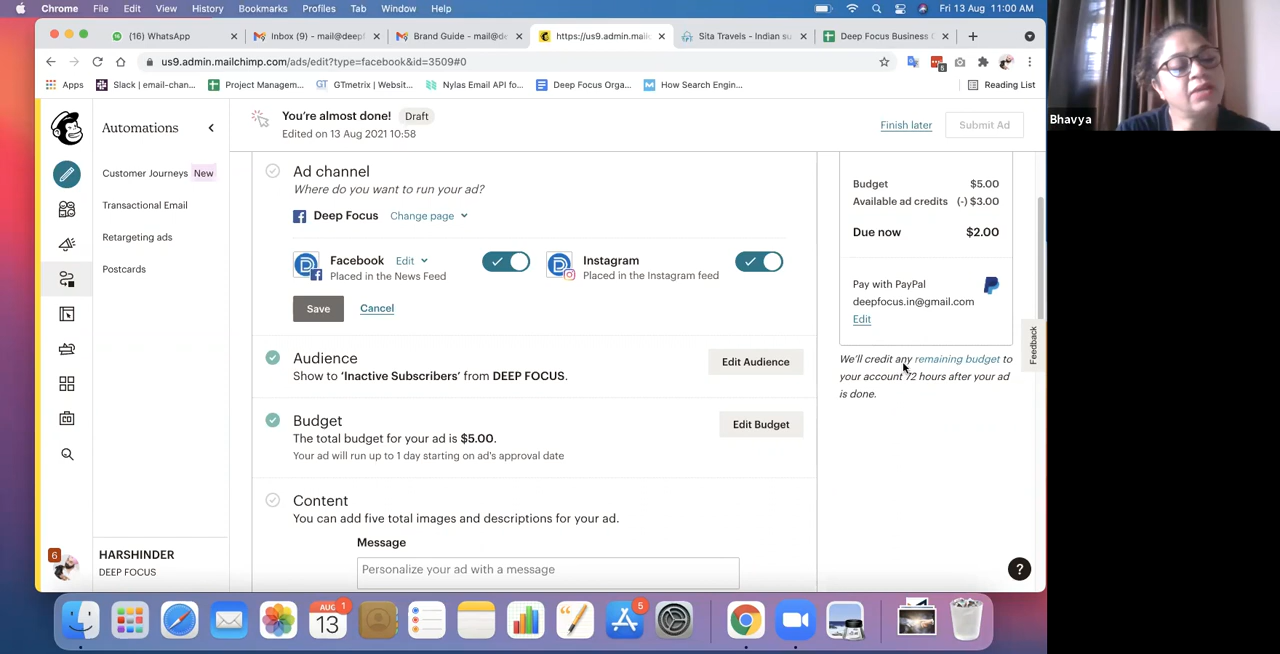 Chrome File Edit View History Bookmarks Profiles Tab Window Help Fri 13 Aug 11:00 AM
(16) WhatsApp
Inbox (9) - mail@deepf
Brand Guide - mail@de
https://us9.admin.mailc
Sita Travels - Indian su
Deep Focus Business C
us9.admin.mailchimp.com/ads/edit?type=facebook&id=3509#0
Apps
Slack | email-chan...
Project Managem...
GT GTmetrix | Websit...
Nylas Email API fo...
Deep Focus Orga...
How Search Engin...
Reading List
Bhavya
Automations
Customer Journeys New
Transactional Email
Retargeting ads
Postcards
6
HARSHINDER
DEEP FOCUS
You're almost done! Draft
Edited on 13 Aug 2021 10:58
Finish later
Submit Ad
Ad channel
Where do you want to run your ad?
Deep Focus Change page
Facebook Edit
Placed in the News Feed
Instagram
Placed in the Instagram feed
Save Cancel
Audience
Show to 'Inactive Subscribers' from DEEP FOCUS.
Edit Audience
Budget
The total budget for your ad is $5.00.
Your ad will run up to 1 day starting on ad's approval date
Edit Budget
Content
You can add five total images and descriptions for your ad.
Message
Personalize your ad with a message
Budget $5.00
Available ad credits (-) $3.00
Due now $2.00
Pay with PayPal
deepfocus.in@gmail.com
Edit
We'll credit any remaining budget to
your account 72 hours after your ad
is done.
Feedback
?
AUG 1
13
5